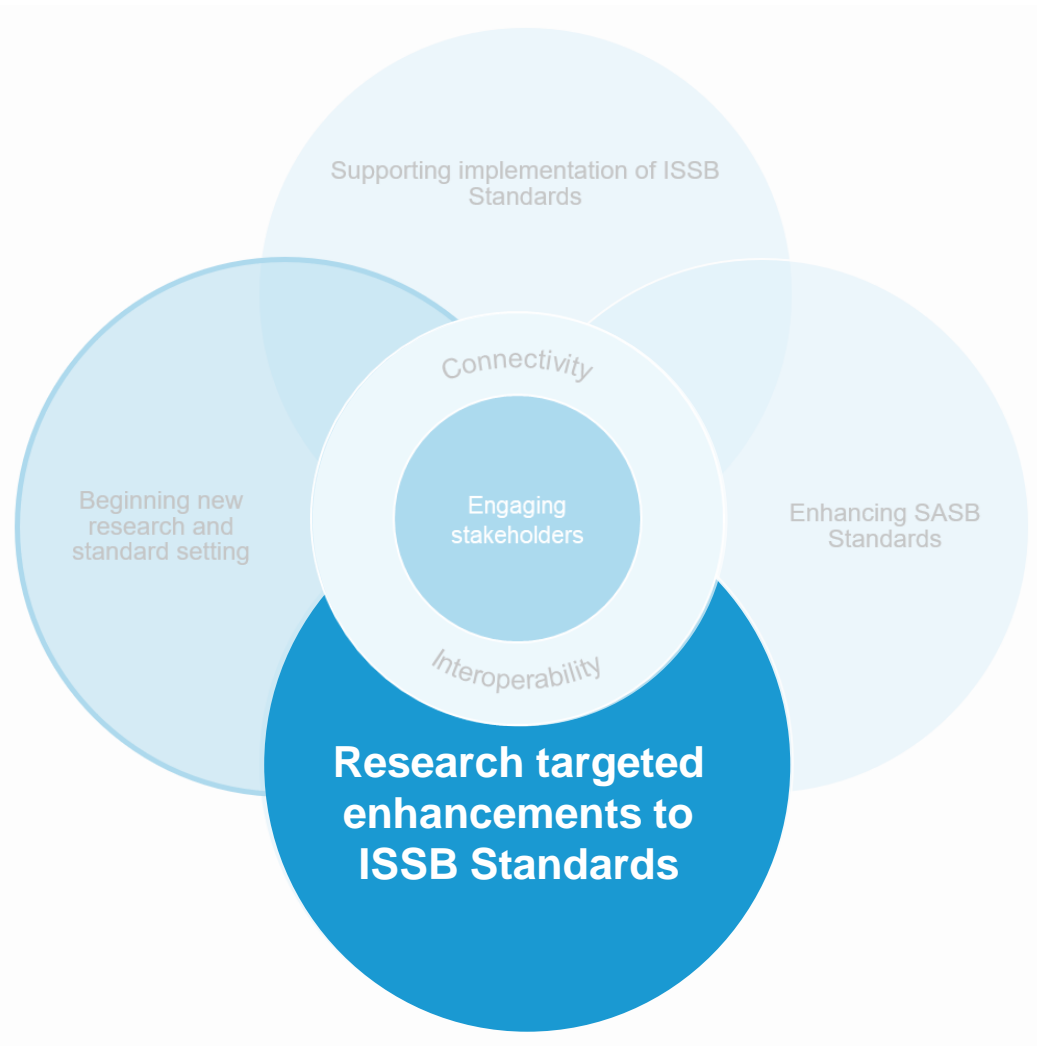 Supporting implementation of ISSB
Standards
Connectivity
Beginning new
research and
standard setting
Engaging
stakeholders
Enhancing SASB
Standards
Interoperability
Research targeted
enhancements to
ISSB Standards